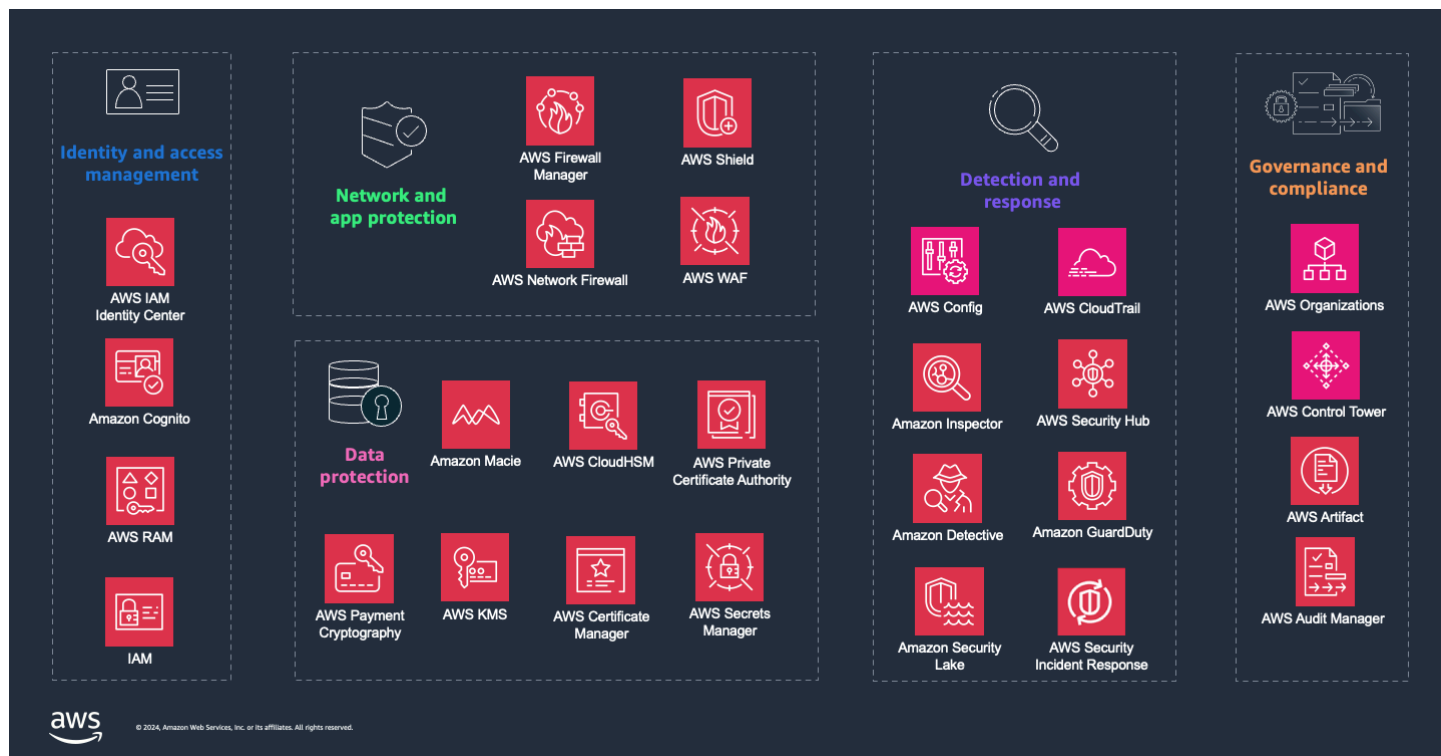 Identity and access
management
AWS IAM
Identity Center
Amazon Cognito
AWS RAM
IAM
Network and
app protection
AWS Firewall
Manager
AWS Shield
AWS Network Firewall
AWS WAF
Data
protection
Amazon Macie
AWS CloudHSM
AWS Private
Certificate Authority
AWS Payment
Cryptography
AWS KMS
AWS Certificate
Manager
AWS Secrets
Manager
Detection and
response
AWS Config
AWS CloudTrail
Amazon Inspector
AWS Security Hub
Amazon Detective
Amazon GuardDuty
Amazon Security
Lake
AWS Security
Incident Response
Governance and
compliance
AWS Organizations
AWS Control Tower
AWS Artifact
AWS Audit Manager
aws
© 2024, Amazon Web Services, Inc. or its affiliates. All rights reserved.